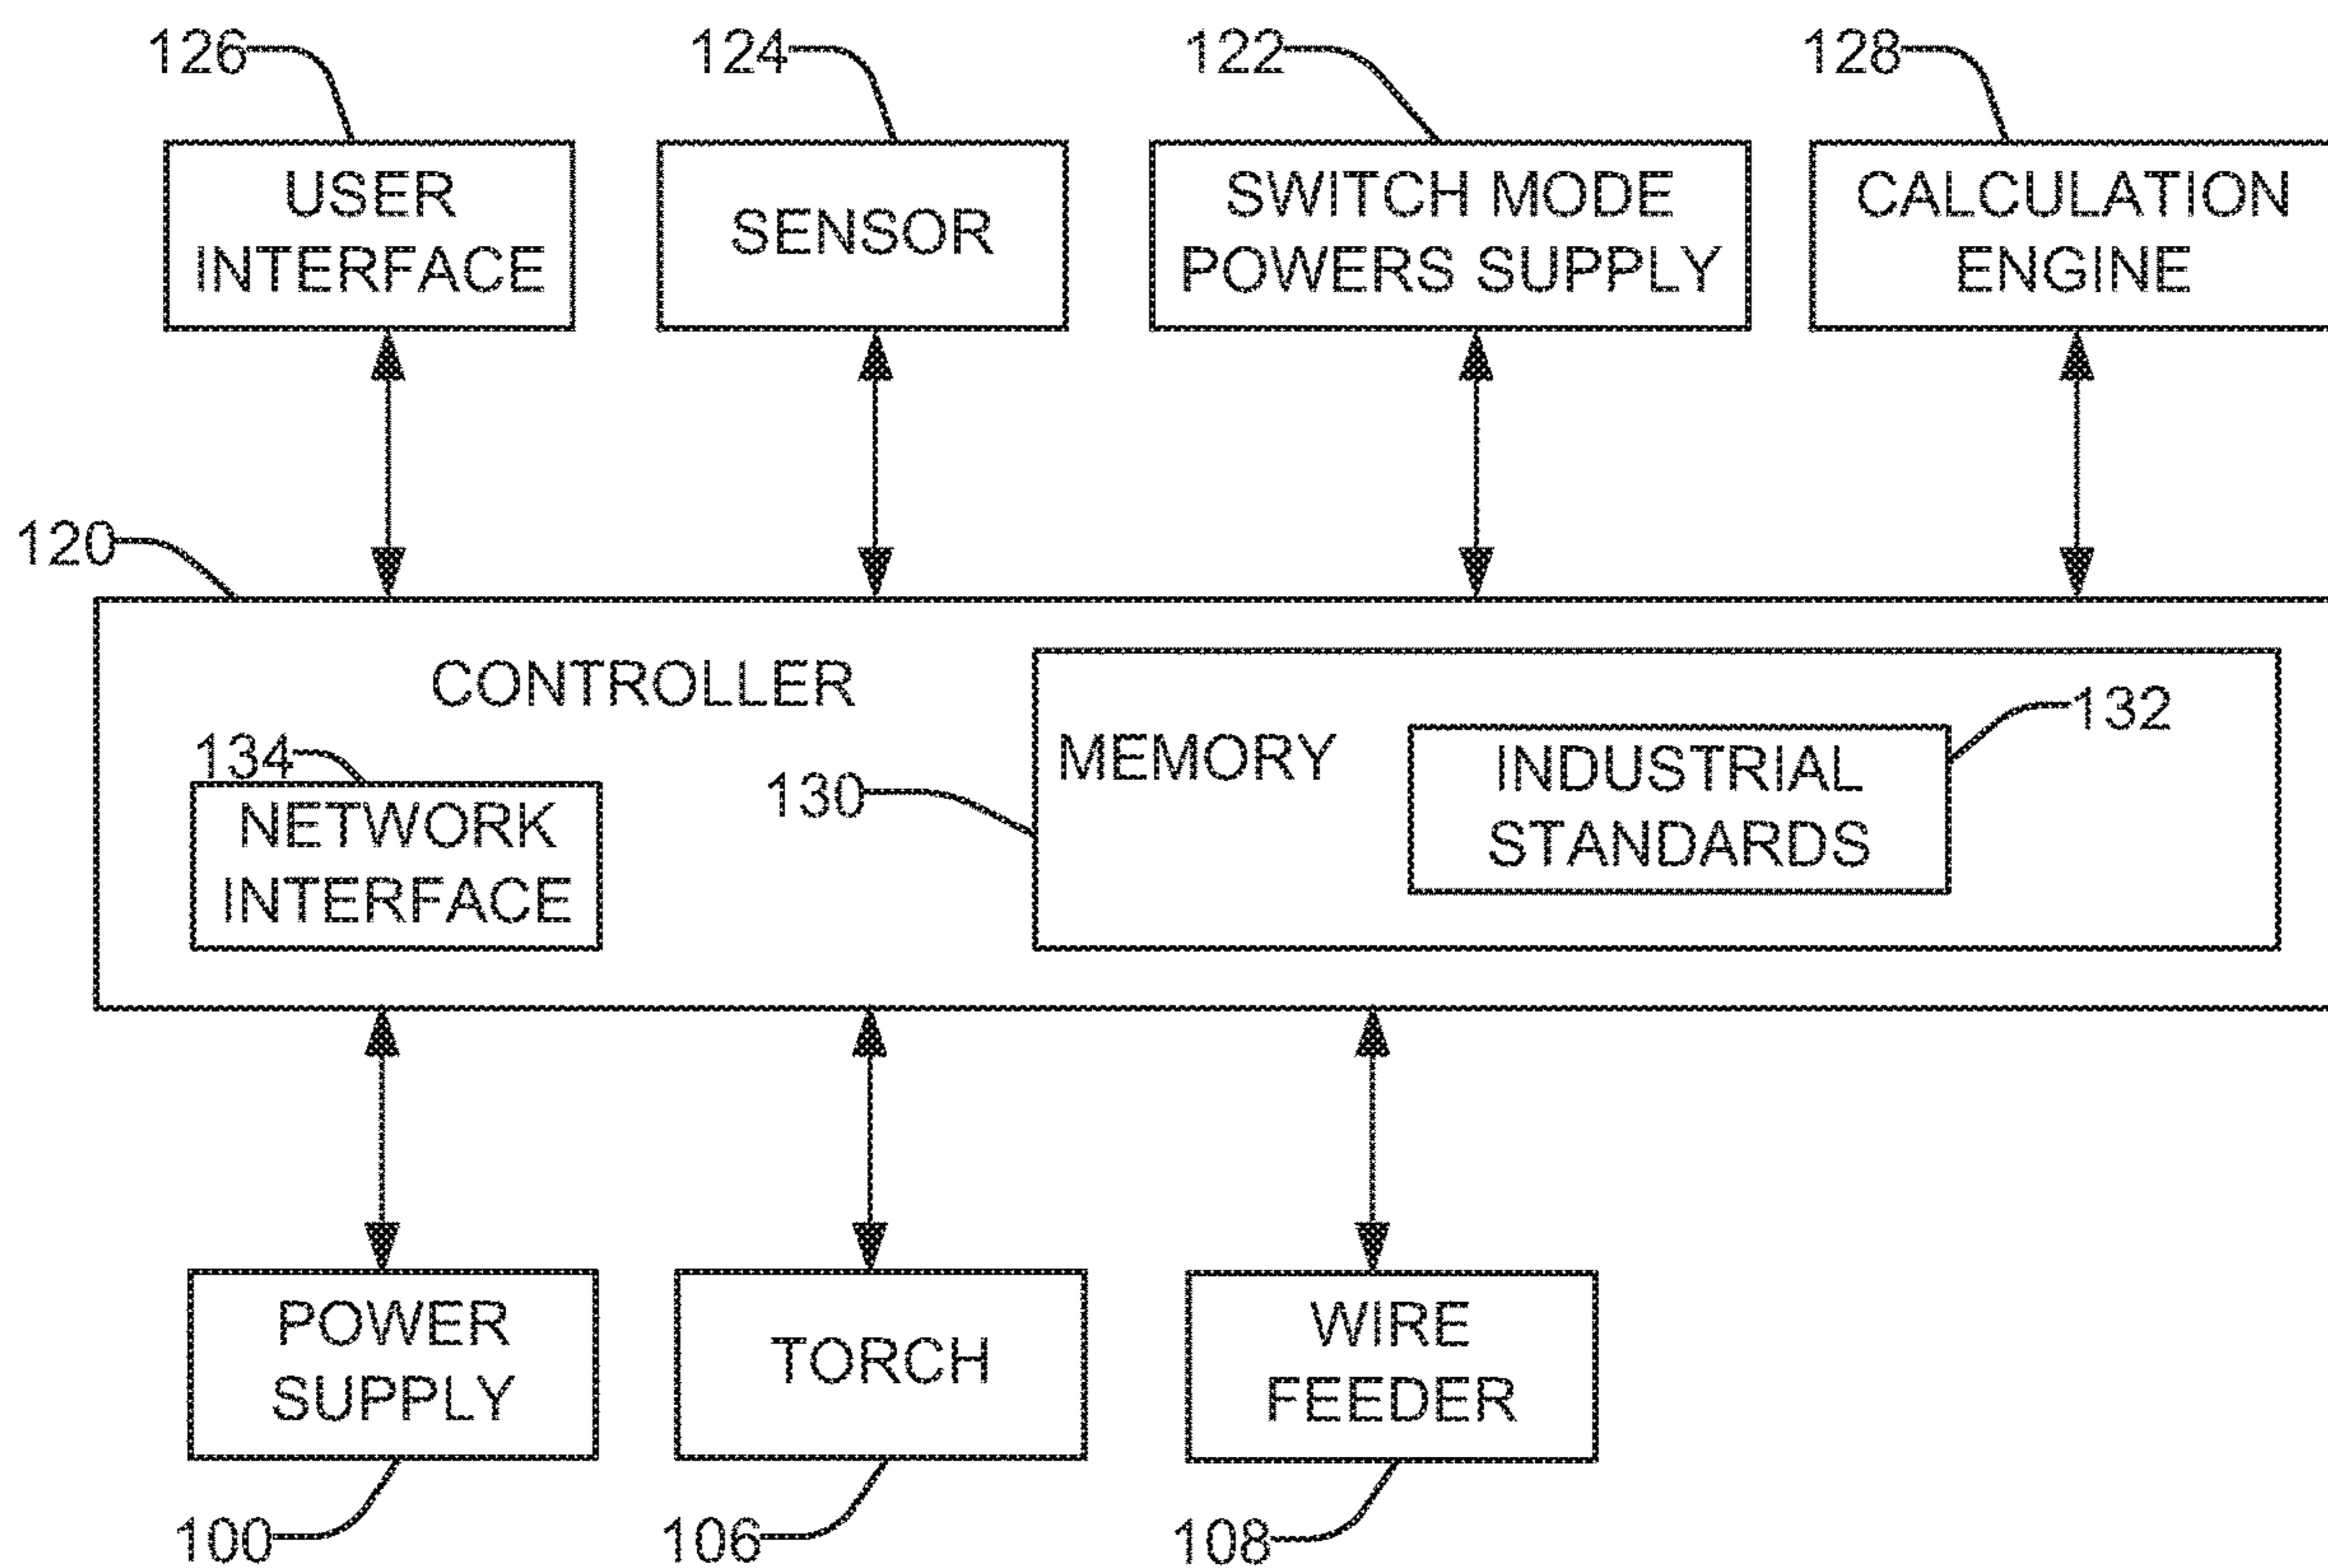 126
124
122
128
USER
INTERFACE
SENSOR
SWITCH MODE
POWERS SUPPLY
CALCULATION
ENGINE
120
CONTROLLER
134
NETWORK
INTERFACE
130
MEMORY
132
INDUSTRIAL
STANDARDS
POWER
SUPPLY
TORCH
WIRE
FEEDER
100
106
108